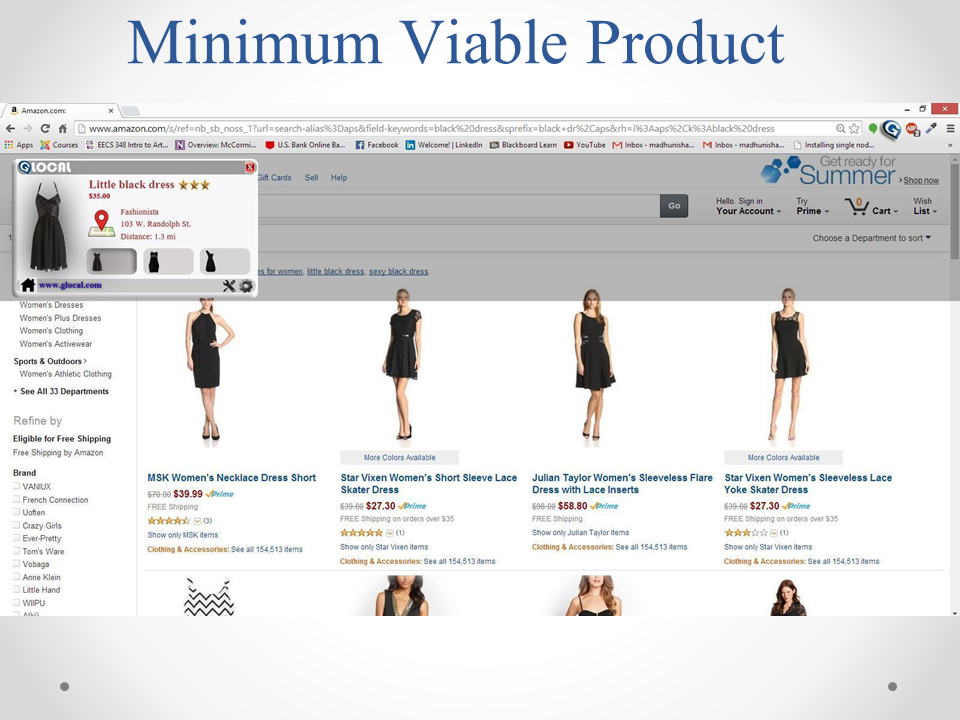 Minimum Viable Product
a Amazon.com:
www.amazon.com/s/ref=nb_sb_noss_1?url=search-alias%3Daps&field-keywords=black%20dress&sprefix=black+dr%2Caps&rh=i%3Aaps%2Ck%3Ablack%20dress
Apps Courses EECS 348 Intro to Art... Overview: McCormi... U.S. Bank Online Ba... Facebook Welcome! | LinkedIn Blackboard Learn YouTube Inbox - madhunisha... Inbox - madhunisha... Installing single nod...
GLOCAL
Little black dress
$35.00
Fashionista
103 W. Randolph St.
Distance: 1.3 mi
www.glocal.com
Gift Cards Sell Help
Get ready for
Summer
Shop now
Go
Hello. Sign in
Your Account
Try
Prime
0
Cart
Wish
List
Choose a Department to sort
es for women, little black dress, sexy black dress.
Women's Dresses
Women's Plus Dresses
Women's Clothing
Women's Activewear
Sports & Outdoors
Women's Athletic Clothing
+ See All 33 Departments
Refine by
Eligible for Free Shipping
Free Shipping by Amazon
Brand
VANIUX
French Connection
Uoften
Crazy Girls
Ever-Pretty
Tom's Ware
Vobaga
Anne Klein
Little Hand
WIIPU
MSK Women's Necklace Dress Short
$70.00 $39.99 Prime
FREE Shipping
(3)
Show only MSK items
Clothing & Accessories: See all 154,513 items
More Colors Available
Star Vixen Women's Short Sleeve Lace
Skater Dress
$39.00 $27.30 Prime
FREE Shipping on orders over $35
(1)
Show only Star Vixen items
Clothing & Accessories: See all 154,513 items
Julian Taylor Women's Sleeveless Flare
Dress with Lace Inserts
$98.00 $58.80 Prime
FREE Shipping
Show only Julian Taylor items
Clothing & Accessories: See all 154,513 items
More Colors Available
Star Vixen Women's Sleeveless Lace
Yoke Skater Dress
$39.00 $27.30 Prime
FREE Shipping on orders over $35
(1)
Show only Star Vixen items
Clothing & Accessories: See all 154,513 items